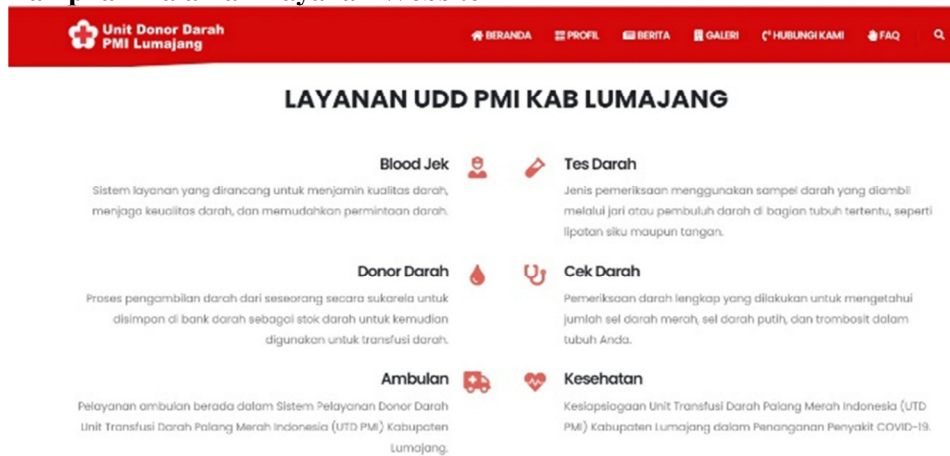 Unit Donor Darah
PMI Lumajang
BERANDA PROFIL BERITA GALERI HUBUNGI KAMI FAQ
LAYANAN UDD PMI KAB LUMAJANG
Blood Jek
Sistem layanan yang dirancang untuk menjamin kualitas darah,
menjaga keualitas darah, dan memudahkan permintaan darah.
Tes Darah
Jenis pemeriksaan menggunakan sampel darah yang diambil
melalui jari atau pembuluh darah di bagian tubuh tertentu, seperti
lipatan siku maupun tangan.
Donor Darah
Proses pengambilan darah dari seseorang secara sukarela untuk
disimpan di bank darah sebagai stok darah untuk kemudian
digunakan untuk transfusi darah.
Cek Darah
Pemeriksaan darah lengkap yang dilakukan untuk mengetahui
jumlah sel darah merah, sel darah putih, dan trombosit dalam
tubuh Anda.
Ambulan
Pelayanan ambulan berada dalam Sistem Pelayanan Donor Darah
Unit Transfusi Darah Palang Merah Indonesia (UTD PMI) Kabupaten
Lumajang.
Kesehatan
Kesiapsiagaan Unit Transfusi Darah Palang Merah Indonesia (UTD
PMI) Kabupaten Lumajang dalam Penanganan Penyakit COVID-19.